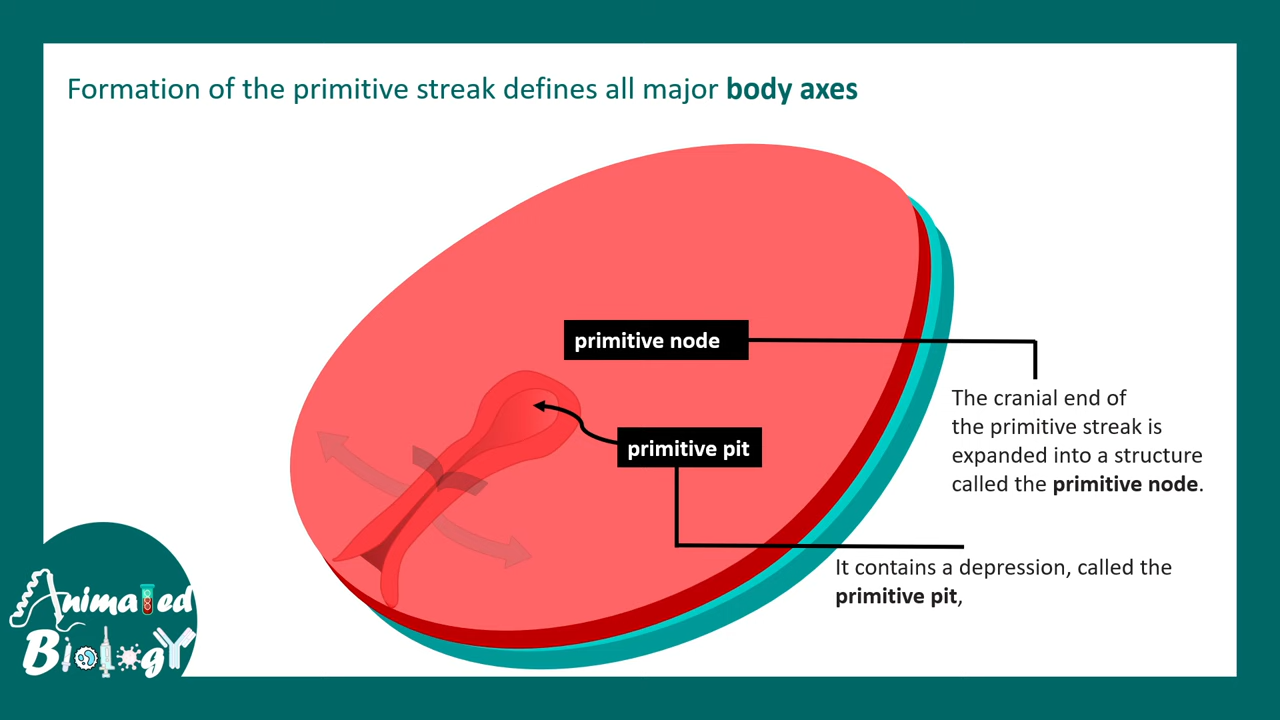 Formation of the primitive streak defines all major body axes
primitive node
The cranial end of
the primitive streak is
expanded into a structure
called the primitive node.
primitive pit
It contains a depression, called the
primitive pit,
Animated
Biology